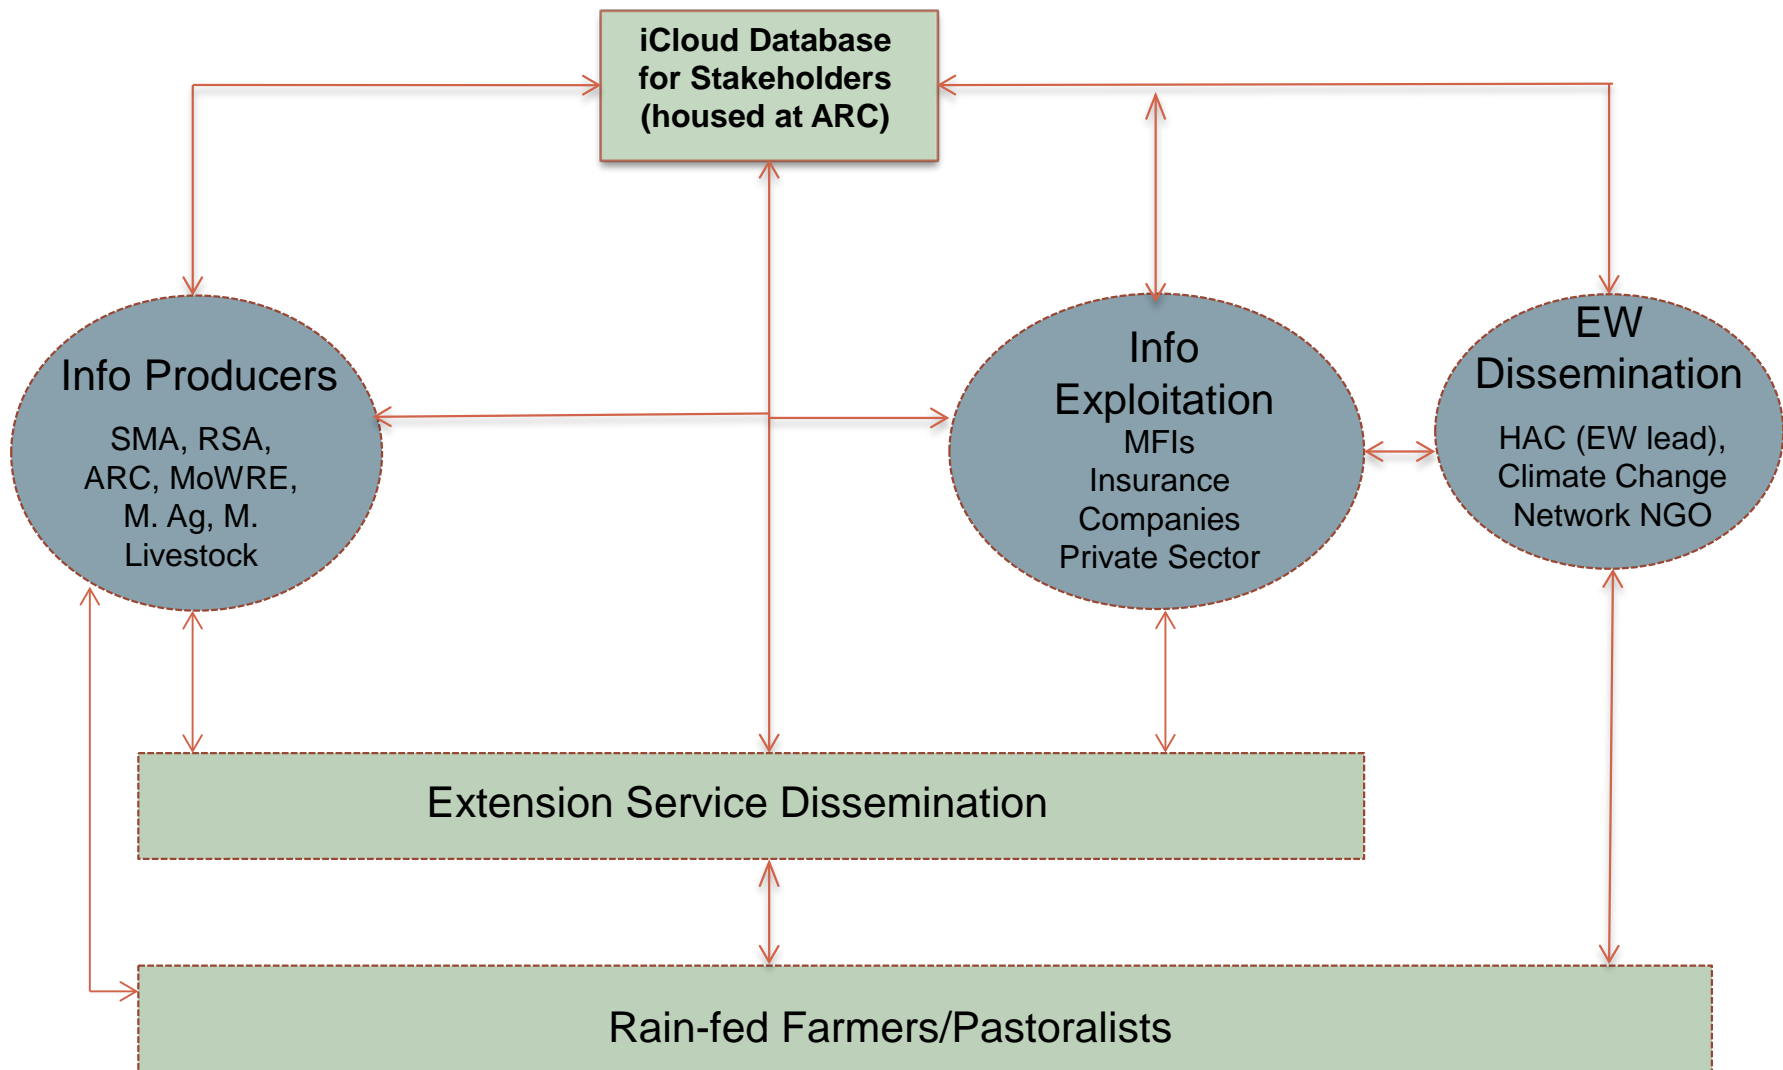 iCloud Database
for Stakeholders
(housed at ARC)
Info Producers
SMA, RSA,
ARC, MoWRE,
M. Ag, M.
Livestock
Info
Exploitation
MFIs
Insurance
Companies
Private Sector
EW
Dissemination
HAC (EW lead),
Climate Change
Network NGO
Extension Service Dissemination
Rain-fed Farmers/Pastoralists